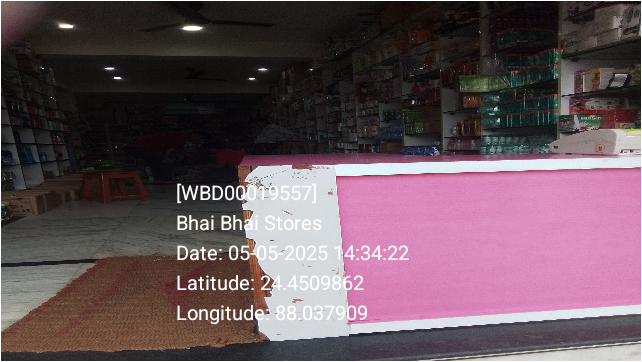 [WBD00019557]
Bhai Bhai Stores
Date: 05-05-2025 14:34:22
Latitude: 24.4509862
Longitude: 88.037909